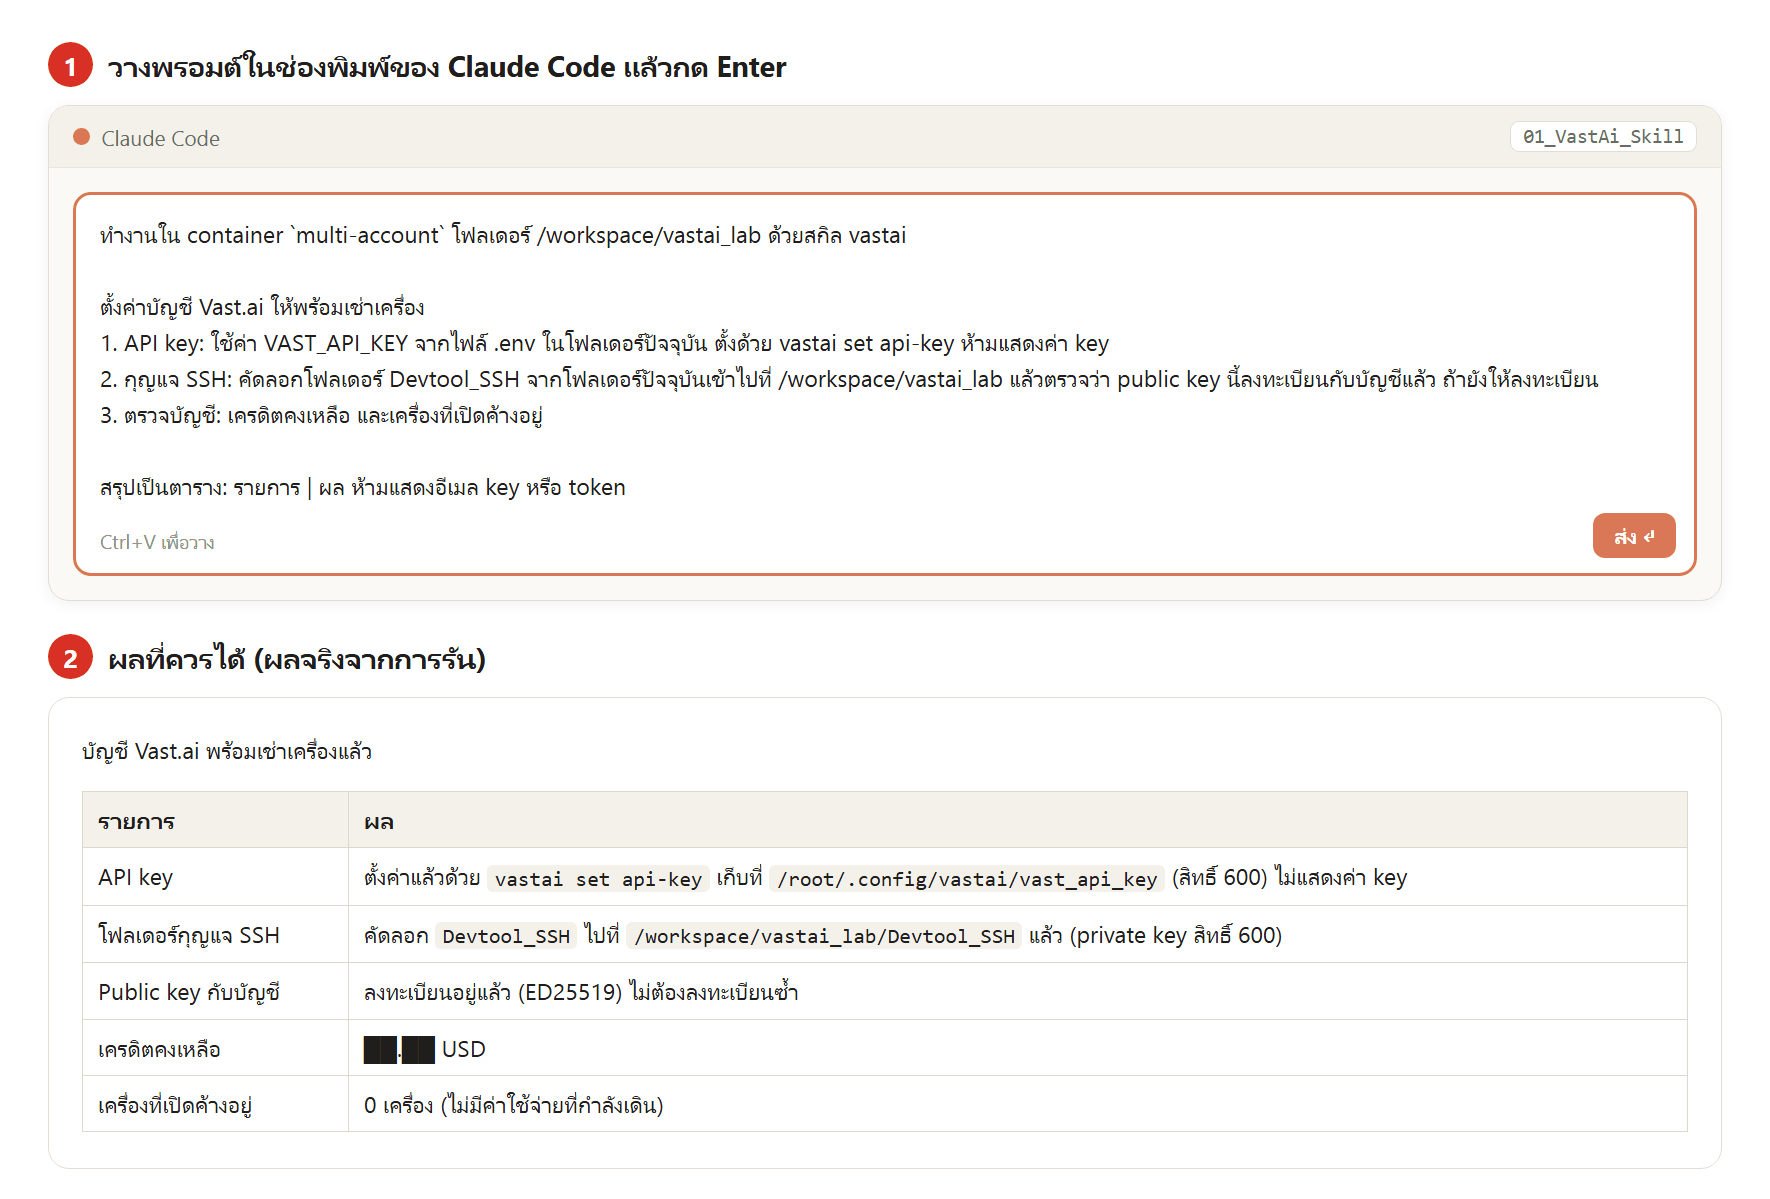 1 วางพรอมต์ในช่องพิมพ์ของ Claude Code แล้วกด Enter
Claude Code
01_VastAi_Skill
ทำงานใน container `multi-account` โฟลเดอร์ /workspace/vastai_lab ด้วยสกิล vastai
ตั้งค่าบัญชี Vast.ai ให้พร้อมเช่าเครื่อง
1. API key: ใช้ค่า VAST_API_KEY จากไฟล์ .env ในโฟลเดอร์ปัจจุบัน ตั้งด้วย vastai set api-key ห้ามแสดงค่า key
2. กุญแจ SSH: คัดลอกโฟลเดอร์ Devtool_SSH จากโฟลเดอร์ปัจจุบันเข้าไปที่ /workspace/vastai_lab แล้วตรวจว่า public key นี้ลงทะเบียนกับบัญชีแล้ว ถ้ายังให้ลงทะเบียน
3. ตรวจบัญชี: เครดิตคงเหลือ และเครื่องที่เปิดค้างอยู่
สรุปเป็นตาราง: รายการ | ผล ห้ามแสดงอีเมล key หรือ token
Ctrl+V เพื่อวาง
ส่ง ↲
2 ผลที่ควรได้ (ผลจริงจากการรัน)
บัญชี Vast.ai พร้อมเช่าเครื่องแล้ว
รายการ ผล
API key ตั้งค่าแล้วด้วย vastai set api-key เก็บที่ /root/.config/vastai/vast_api_key (สิทธิ์ 600) ไม่แสดงค่า key
โฟลเดอร์กุญแจ SSH คัดลอก Devtool_SSH ไปที่ /workspace/vastai_lab/Devtool_SSH แล้ว (private key สิทธิ์ 600)
Public key กับบัญชี ลงทะเบียนอยู่แล้ว (ED25519) ไม่ต้องลงทะเบียนซ้ำ
เครดิตคงเหลือ ██.██ USD
เครื่องที่เปิดค้างอยู่ 0 เครื่อง (ไม่มีค่าใช้จ่ายที่กำลังเดิน)